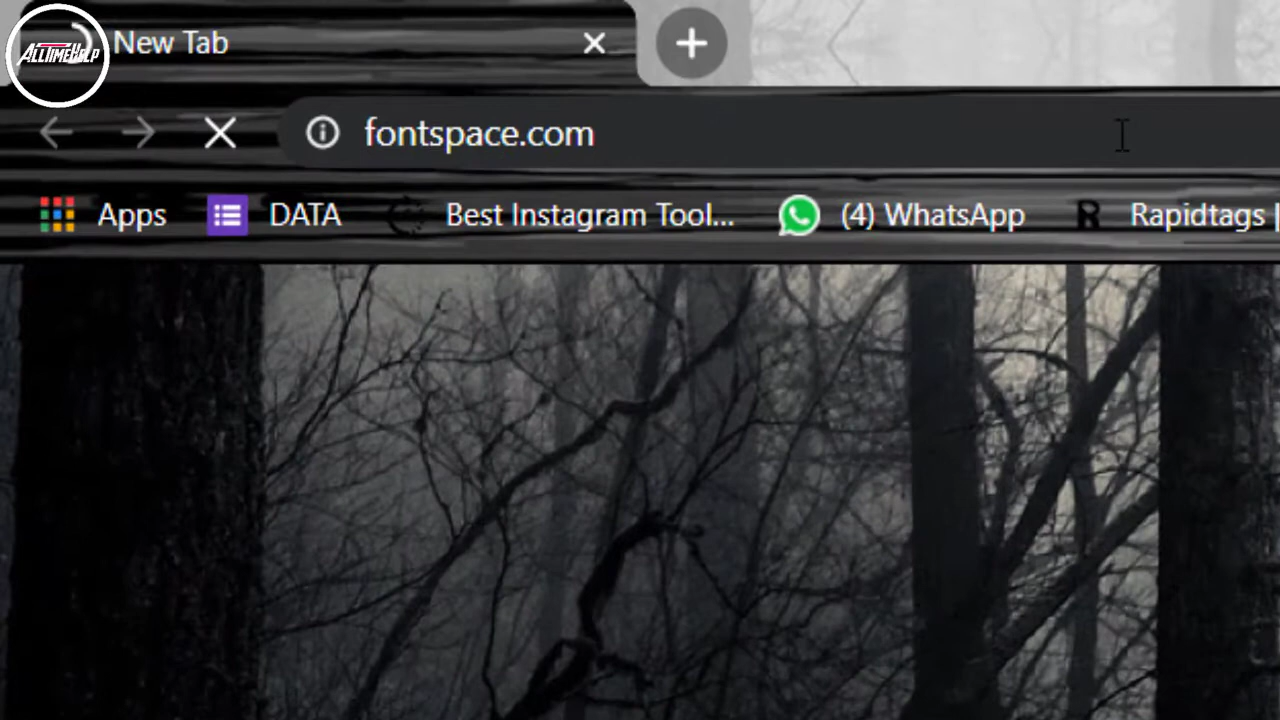 ALLTIMEHELP
New Tab
fontspace.com
Apps
DATA
Best Instagram Tool...
(4) WhatsApp
R
Rapidtags |